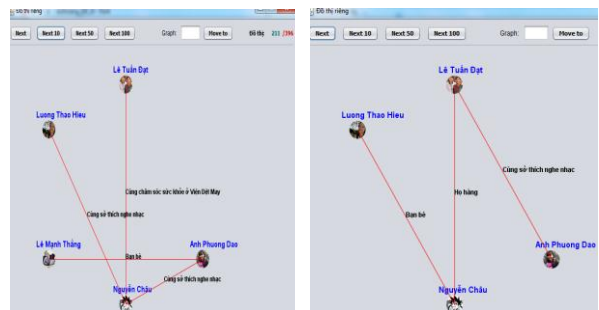 Đồ thị riêng
Next
Next 10
Next 50
Next 100
Graph:
Move to
Đồ thị:
211 /396
Lê Tuấn Đạt
Luong Thao Hieu
Cùng chăm sóc sức khỏe ở Viện Dệt May
Cùng sở thích nghe nhạc
Lê Mạnh Thắng
Anh Phuong Dao
Bạn bè
Cùng sở thích nghe nhạc
Nguyễn Châu
Đồ thị riêng
Next
Next 10
Next 50
Next 100
Graph:
Move to
Lê Tuấn Đạt
Luong Thao Hieu
Cùng sở thích nghe nhạc
Họ hàng
Bạn bè
Anh Phuong Dao
Nguyễn Châu